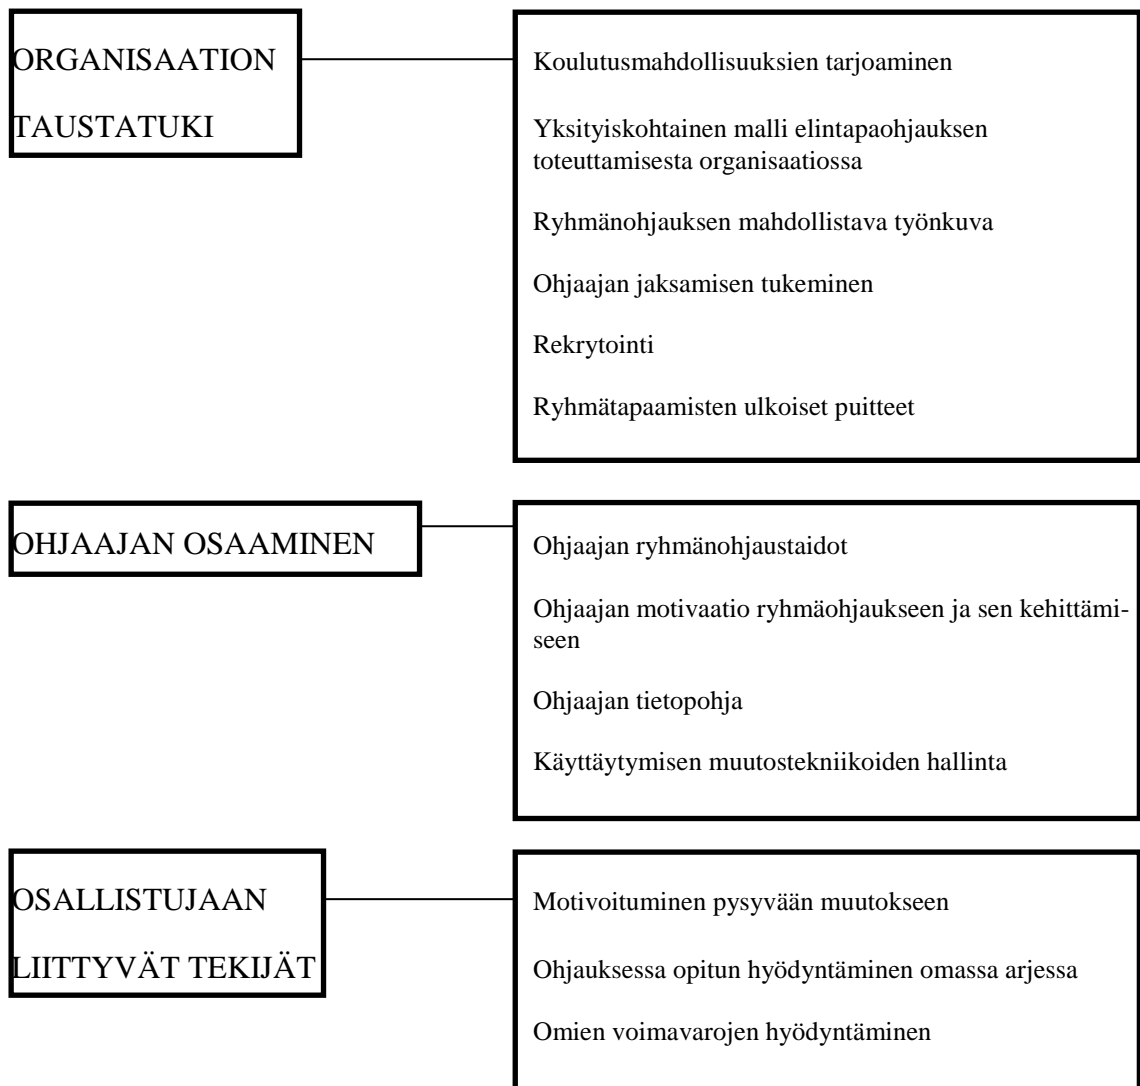 ORGANISAATION
TAUSTATUKI
Koulutusmahdollisuuksien tarjoaminen
Yksityiskohtainen malli elintapaohjauksen
toteuttamisesta organisaatiossa
Ryhmänohjauksen mahdollistava työnkuva
Ohjaajan jaksamisen tukeminen
Rekrytointi
Ryhmätapaamisten ulkoiset puitteet
OHJAAJAN OSAAMINEN
Ohjaajan ryhmänohjaustaidot
Ohjaajan motivaatio ryhmäohjaukseen ja sen kehittämi-
seen
Ohjaajan tietopohja
Käyttäytymisen muutostekniikoiden hallinta
OSALLISTUJAAN
LIITTYVÄT TEKIJÄT
Motivoituminen pysyvään muutokseen
Ohjauksessa opitun hyödyntäminen omassa arjessa
Omien voimavarojen hyödyntäminen